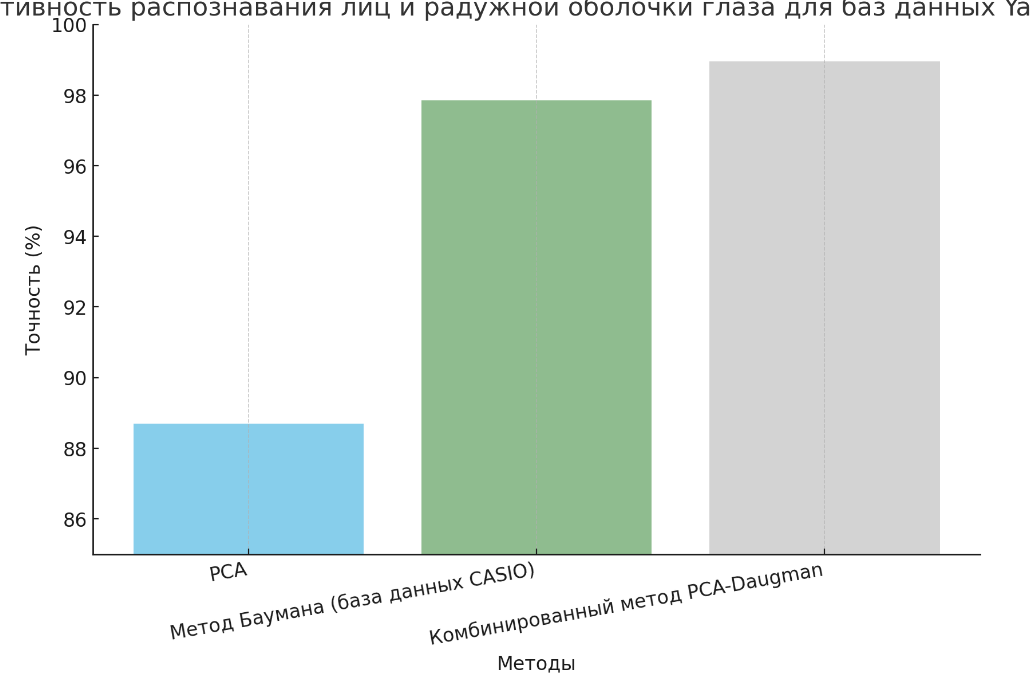 тивность распознавания лиц и радужной оболочки глаза для баз данных Ya
100
98
96
94
92
90
88
86
Точность (%)
PCA
Метод Баумана (база данных CASIO)
Комбинированный метод PCA-Daugman
Методы